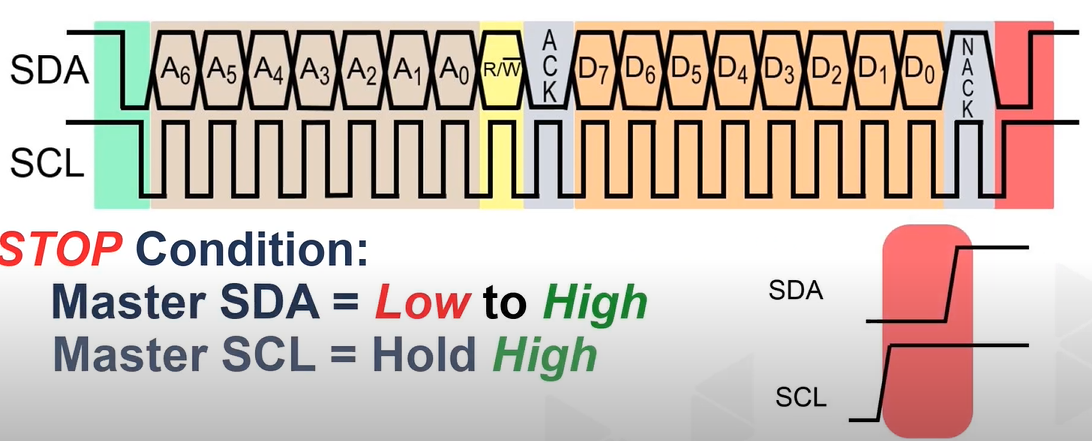 SDA A6 A5 A4 A3 A2 A1 A0 R/W̅ ACK D7 D6 D5 D4 D3 D2 D1 D0 NACK
SCL
STOP Condition:
Master SDA = Low to High
Master SCL = Hold High
SDA
SCL